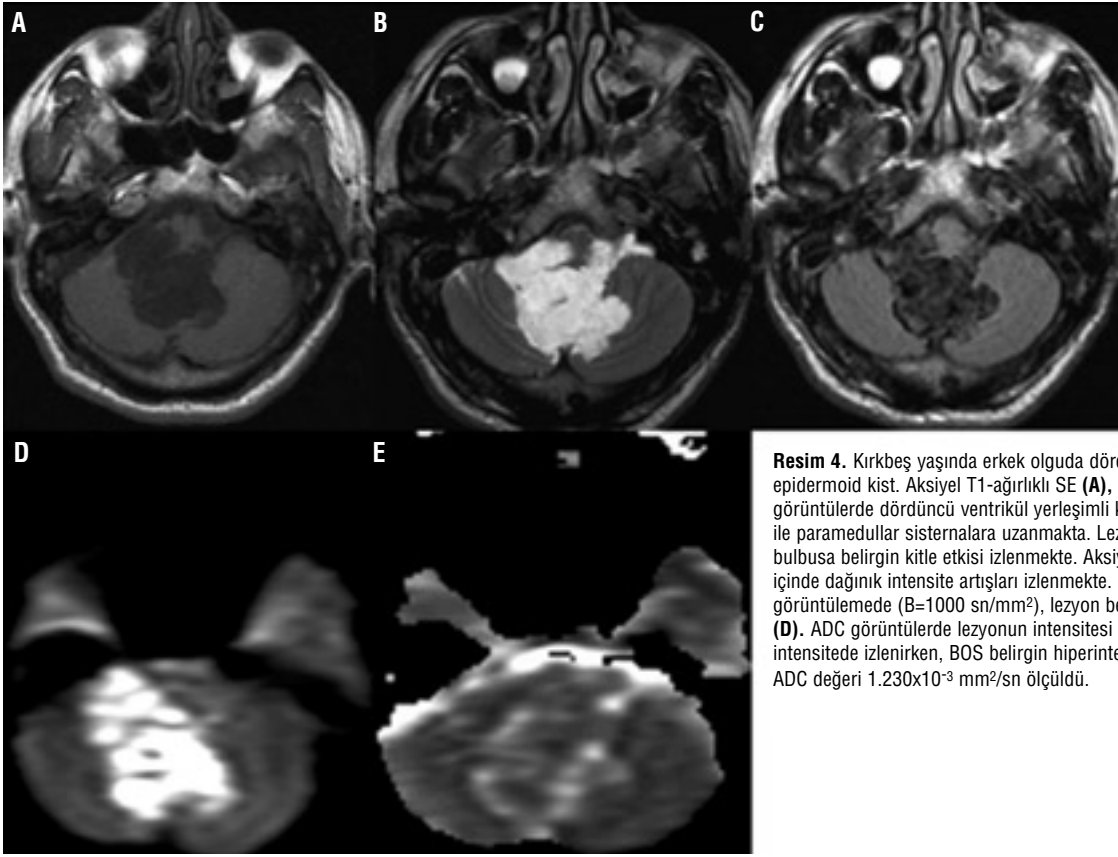 A
B
C
D
E
Resim 4. Kırkbeş yaşında erkek olguda dörd
epidermoid kist. Aksiyel T1-ağırlıklı SE (A),
görüntülerde dördüncü ventrikül yerleşimli k
ile paramedullar sisternalara uzanmakta. Lez
bulbusa belirgin kitle etkisi izlenmekte. Aksiy
içinde dağınık intensite artışları izlenmekte.
görüntülemede (B=1000 sn/mm²), lezyon be
(D). ADC görüntülerde lezyonun intensitesi
intensitede izlenirken, BOS belirgin hiperinte
ADC değeri 1.230x10⁻³ mm²/sn ölçüldü.